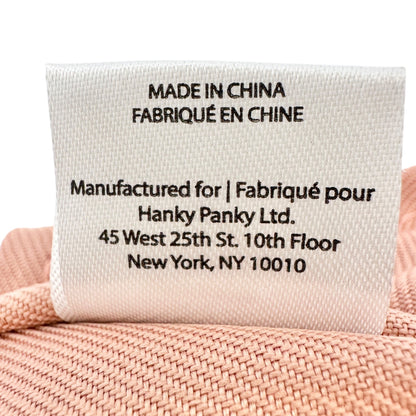 MADE IN CHINA
FABRIQUÉ EN CHINE
Manufactured for | Fabriqué pour
Hanky Panky Ltd.
45 West 25th St. 10th Floor
New York, NY 10010